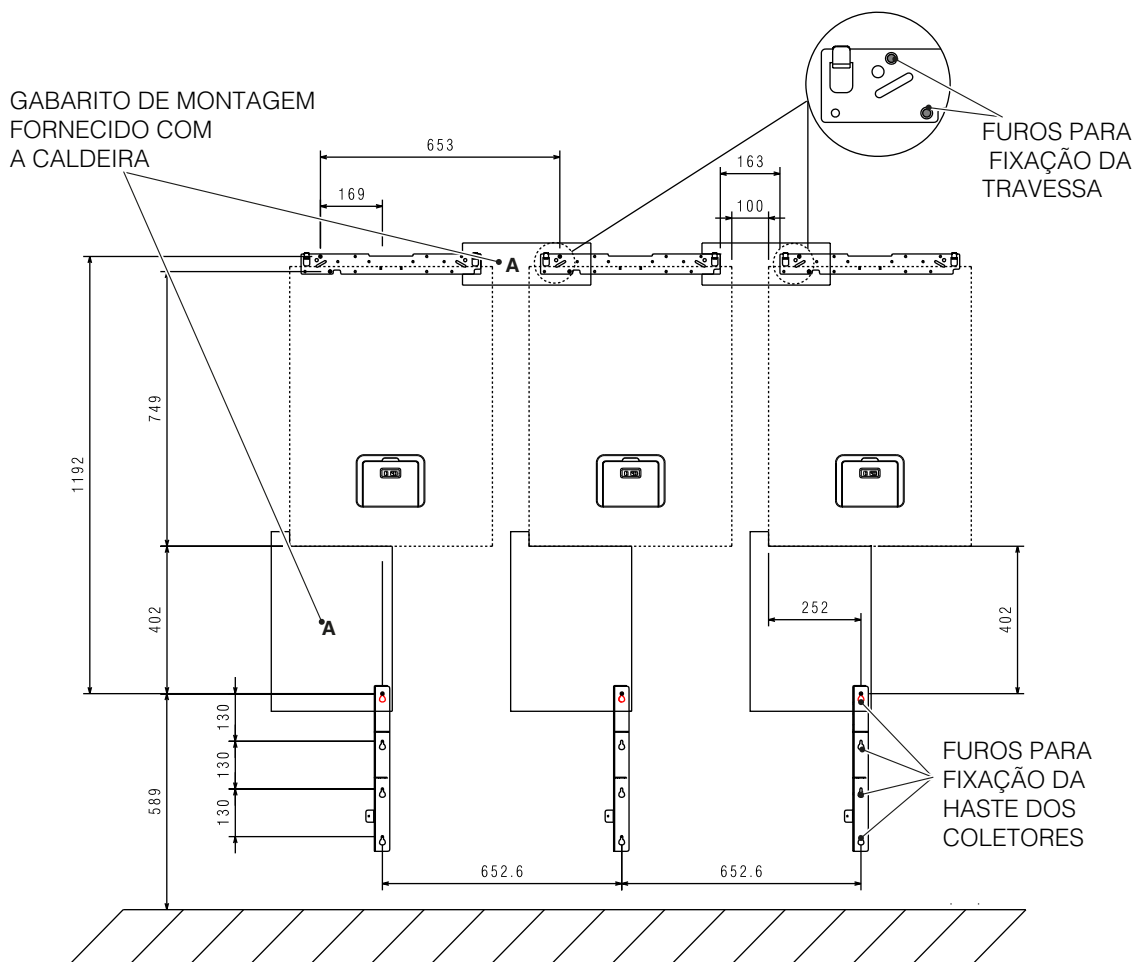 GABARITO DE MONTAGEM
FORNECIDO COM
A CALDEIRA
FUROS PARA
FIXAÇÃO DA
TRAVESSA
653
163
169
100
A
749
1192
402
A
252
402
130
130
130
589
FUROS PARA
FIXAÇÃO DA
HASTE DOS
COLETORES
652.6
652.6